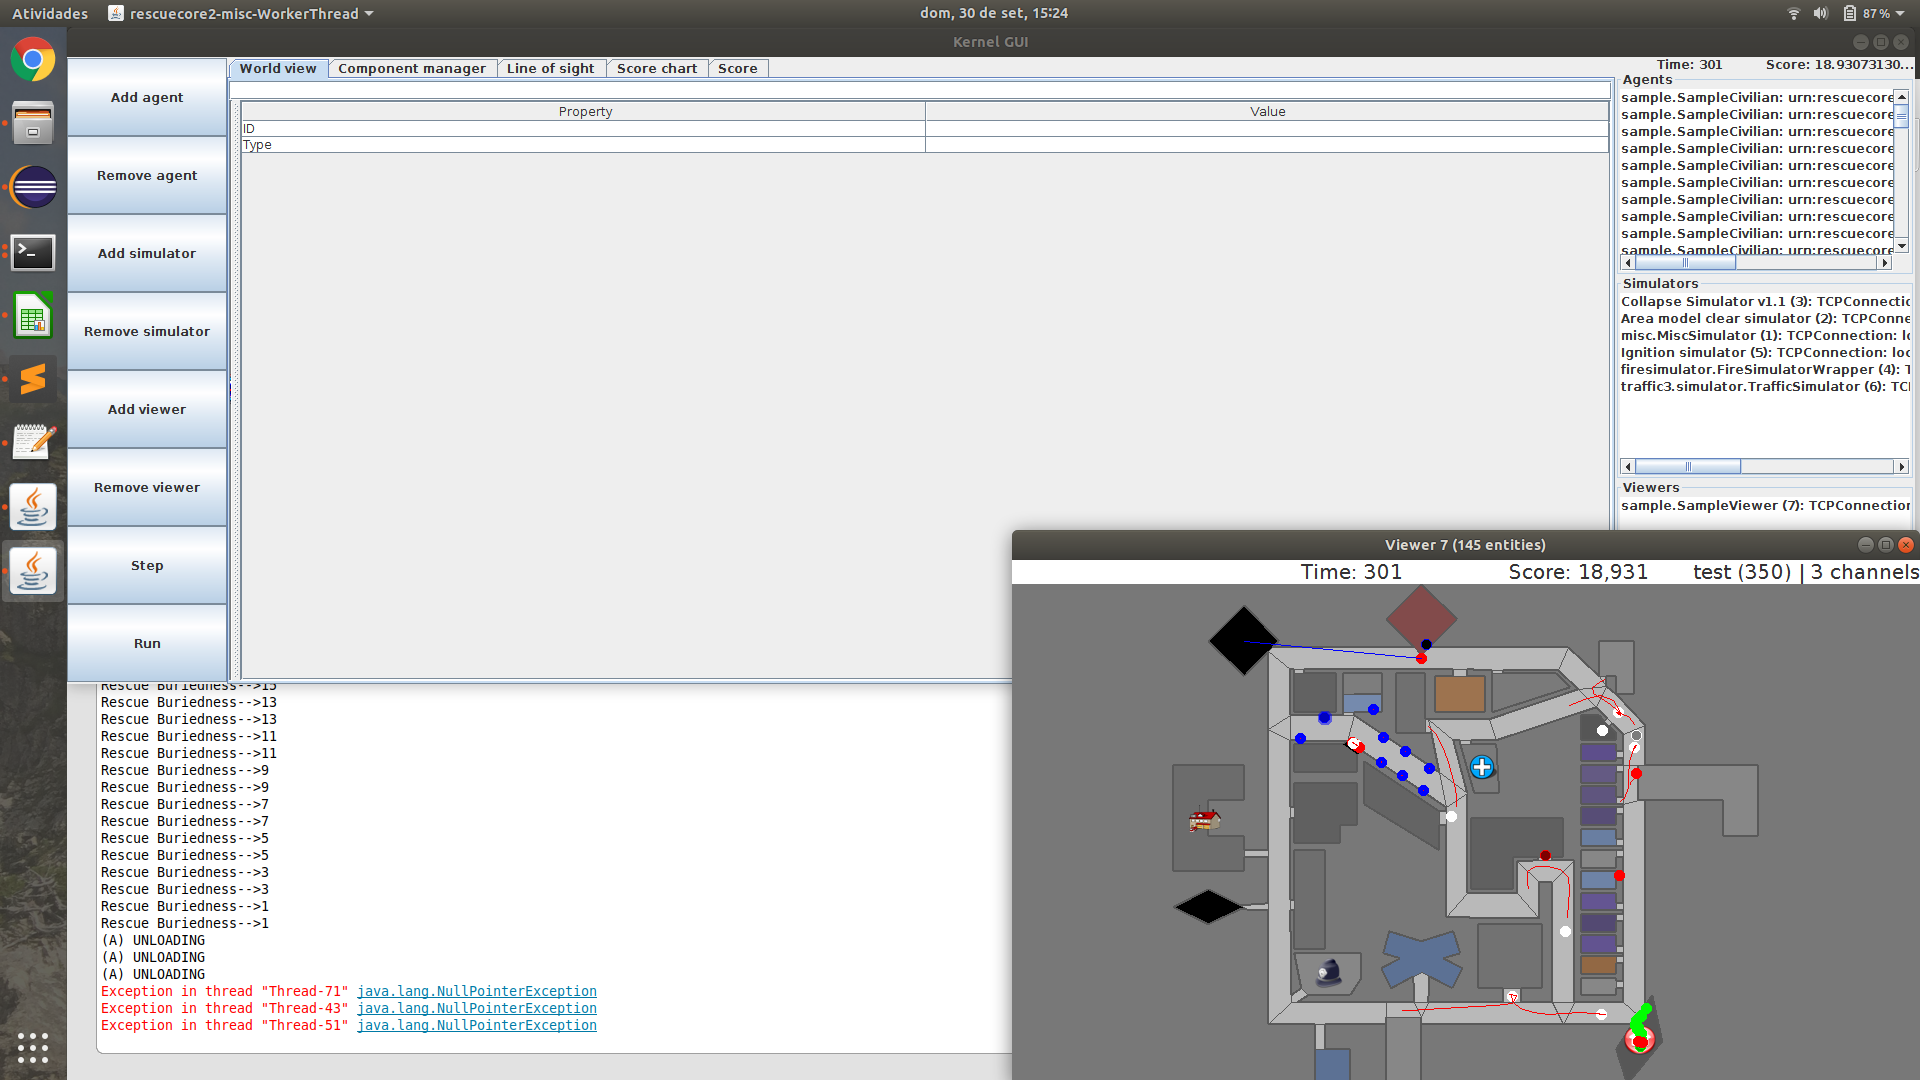 Atividades
rescuecore2-misc-WorkerThread
dom, 30 de set, 15:24
87 %
Kernel GUI
Add agent
Remove agent
Add simulator
Remove simulator
Add viewer
Remove viewer
Step
Run
World view
Component manager
Line of sight
Score chart
Score
Time: 301
Score: 18.93073130...
Property
Value
ID
Type
Agents
sample.SampleCivilian: urn:rescuecore
sample.SampleCivilian: urn:rescuecore
sample.SampleCivilian: urn:rescuecore
sample.SampleCivilian: urn:rescuecore
sample.SampleCivilian: urn:rescuecore
sample.SampleCivilian: urn:rescuecore
sample.SampleCivilian: urn:rescuecore
sample.SampleCivilian: urn:rescuecore
sample.SampleCivilian: urn:rescuecore
sample.SampleCivilian: urn:rescuecore
Simulators
Collapse Simulator v1.1 (3): TCPConnectio
Area model clear simulator (2): TCPConne
misc.MiscSimulator (1): TCPConnection: lo
Ignition simulator (5): TCPConnection: loc
firesimulator.FireSimulatorWrapper (4): T
traffic3.simulator.TrafficSimulator (6): TCI
Viewers
sample.SampleViewer (7): TCPConnection
Rescue Buriedness-->15
Rescue Buriedness-->13
Rescue Buriedness-->13
Rescue Buriedness-->11
Rescue Buriedness-->11
Rescue Buriedness-->9
Rescue Buriedness-->9
Rescue Buriedness-->7
Rescue Buriedness-->7
Rescue Buriedness-->5
Rescue Buriedness-->5
Rescue Buriedness-->3
Rescue Buriedness-->3
Rescue Buriedness-->1
Rescue Buriedness-->1
(A) UNLOADING
(A) UNLOADING
(A) UNLOADING
Exception in thread "Thread-71" java.lang.NullPointerException
Exception in thread "Thread-43" java.lang.NullPointerException
Exception in thread "Thread-51" java.lang.NullPointerException
Viewer 7 (145 entities)
Time: 301
Score: 18,931
test (350) | 3 channels